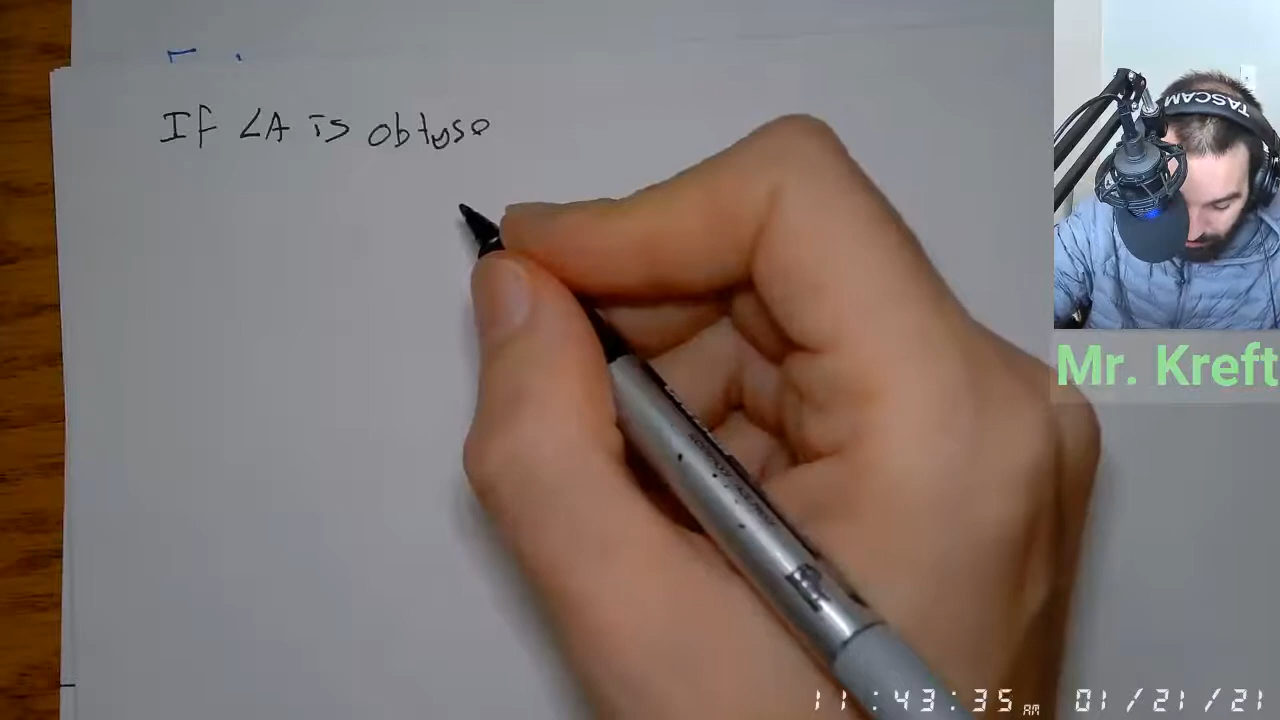 If ∠A is obtuse
TASCAM
Mr. Kreft
11:43:35 AM 01/21/21